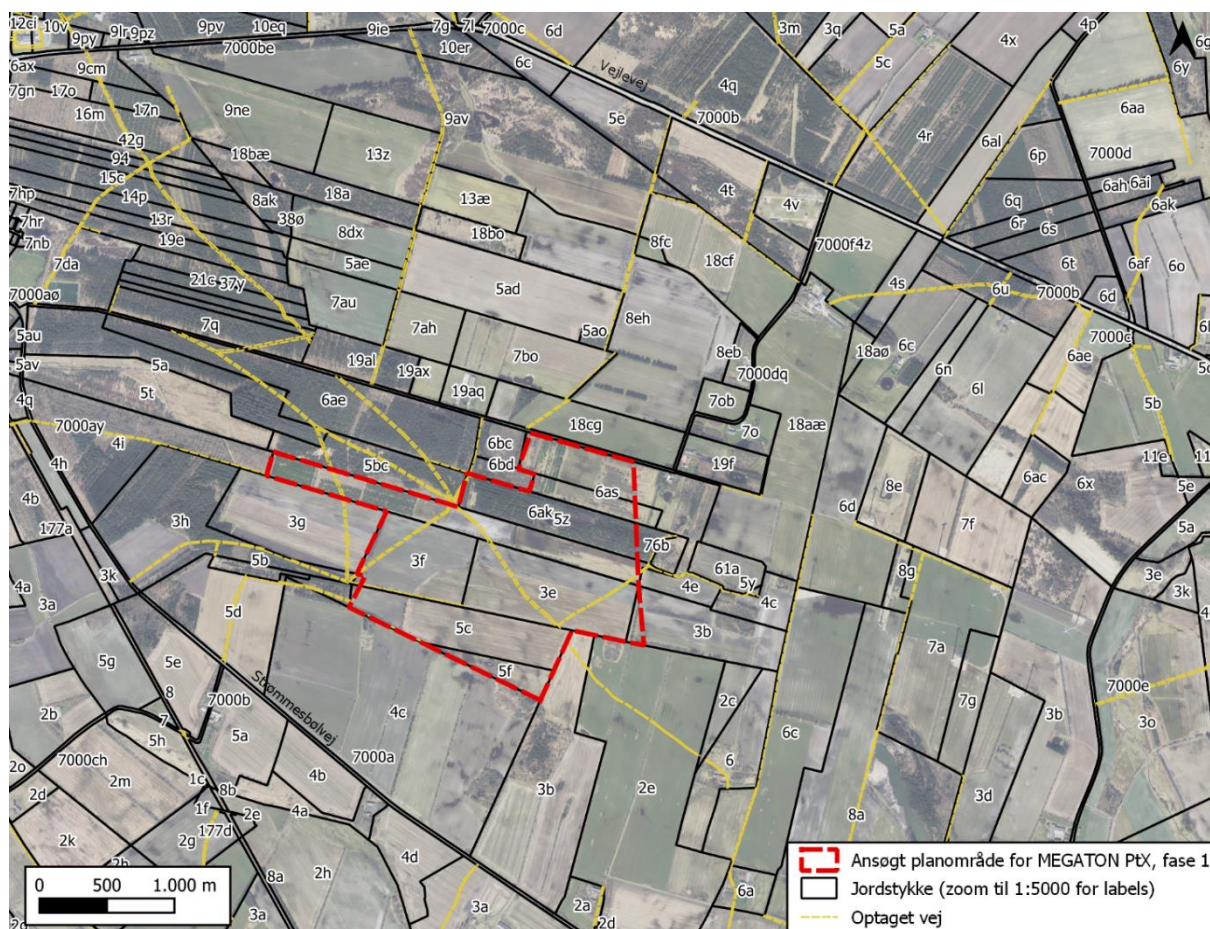 12ci 10v 9lr 9pz 9pv 10eq 9ie 7g 7l 7000c 6d 3m 3q 5a 4x 4p
9py 7000be 10er 6c 5c 6g
6ax 9cm Vejlevej 4q 6y
7gn 17o 17n 9ne 9av 5e 7000b 4r 6al 6aa
16m 42g 6p 7000d
94 18bæ 13z 4t
15c 18a 13æ 4v 6ah 6ai
7hp 14p 8ak 6q 6ak
7hr 13r 38ø 18bo 6r 6s
7nb 19e 8dx 8fc 7000f 4z
7da 5ae 18cf 6t 6af 6o
21c 37y 5ad 4s 6u 7000b 6d
7000aø 7au 8eh
5au 7q 7ah 5ao 18aø 6c 7000c
5av 5a 19al 7bo 8eb 6ae
5t 19ax 7000dq 6n
4q 6ae 19aq 7ob 6l 5b
7000ay 4i 18cg 7o 18aæ
6bc 11e
4h 5bc 6bd 19f 8e 6ac 6x
4b 6as 5e
177a 3g 6ak 5z 6d 7f 5a
3h 76b
5b 3f 61a 8g 3e
4a 3k 4e 5y 3k
3a 5d 3e 4c
5c 3b 7a
5g 5e 5f
8 2c 7g 7000e
2b 7000b Strømmesbølvej 4c 3b
7 3o
5h 5a 7000a 6c
7000ch 6
2o 2m 1c 4b 3b 2e
2d 8b 4a 3d
1f 2e 8a
2k 177d 2g
2h 4d
8a 2h 6a
3a 3a 2a
2d
0 500 1.000 m
Ansøgt planområde for MEGATON PtX, fase 1
Jordstykke (zoom til 1:5000 for labels)
Optaget vej